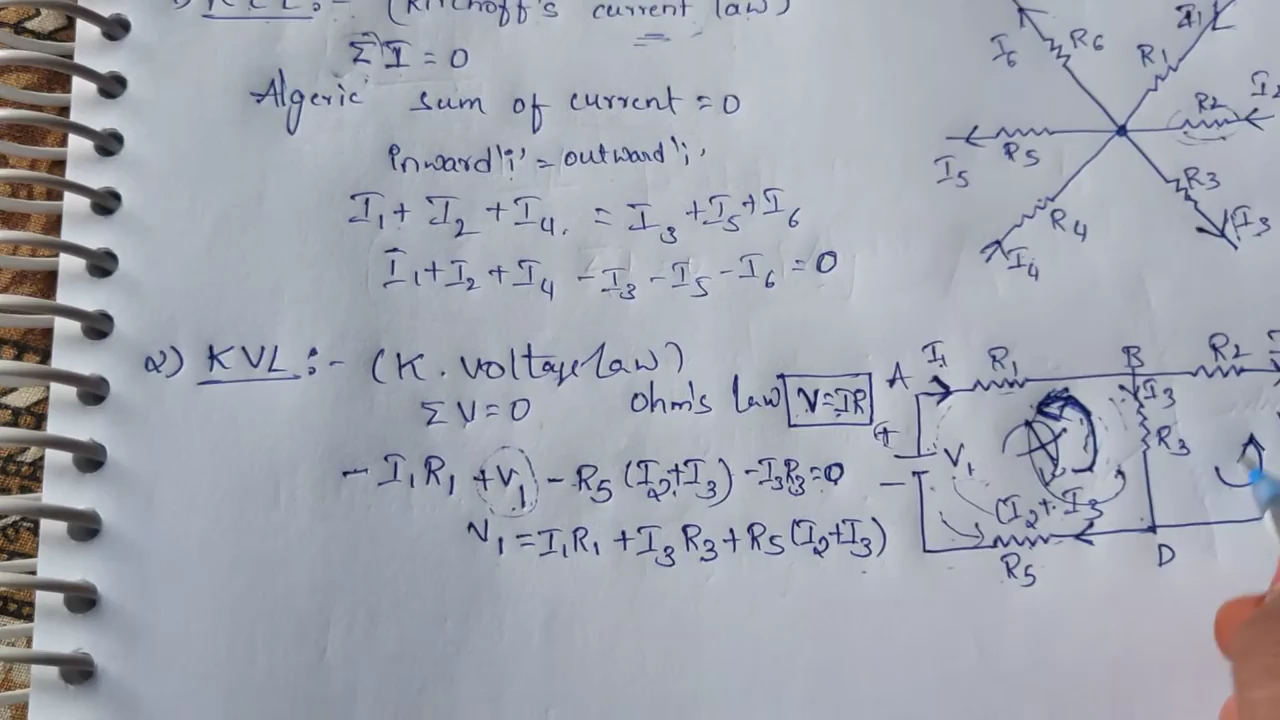 KCL:- (Kirchoff's current law)
ΣI = 0
Algeric sum of current = 0
inward 'i' = outward 'i'
I₁ + I₂ + I₄. = I₃ + I₅ + I₆
I₁ + I₂ + I₄ - I₃ - I₅ - I₆ = 0
I₆ R₆ R₁ I₁
R₂ I₂
I₅ R₅ R₃
R₄ I₄ I₃
2) KVL:- (K. voltage law)
ΣV = 0 ohm's law V=IR
- I₁R₁ + V₁ - R₅ (I₂+I₃) - I₃R₃ = 0
V₁ = I₁R₁ + I₃R₃ + R₅ (I₂+I₃)
A I₁ R₁ B R₂
+ I₃
V₁ R₃
-
(I₂+I₃
R₅ D